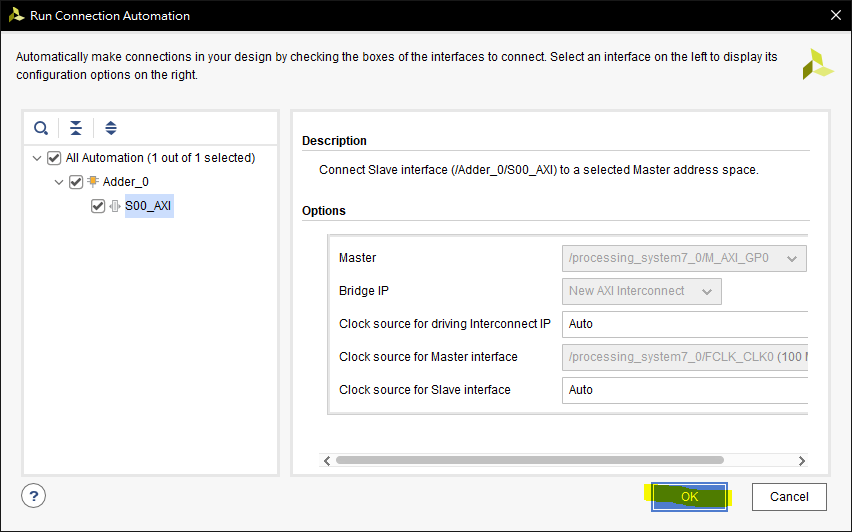 Run Connection Automation
Automatically make connections in your design by checking the boxes of the interfaces to connect. Select an interface on the left to display its
configuration options on the right.
All Automation (1 out of 1 selected)
Adder_0
S00_AXI
Description
Connect Slave interface (/Adder_0/S00_AXI) to a selected Master address space.
Options
Master /processing_system7_0/M_AXI_GP0
Bridge IP New AXI Interconnect
Clock source for driving Interconnect IP Auto
Clock source for Master interface /processing_system7_0/FCLK_CLK0 (100
Clock source for Slave interface Auto
?
OK Cancel